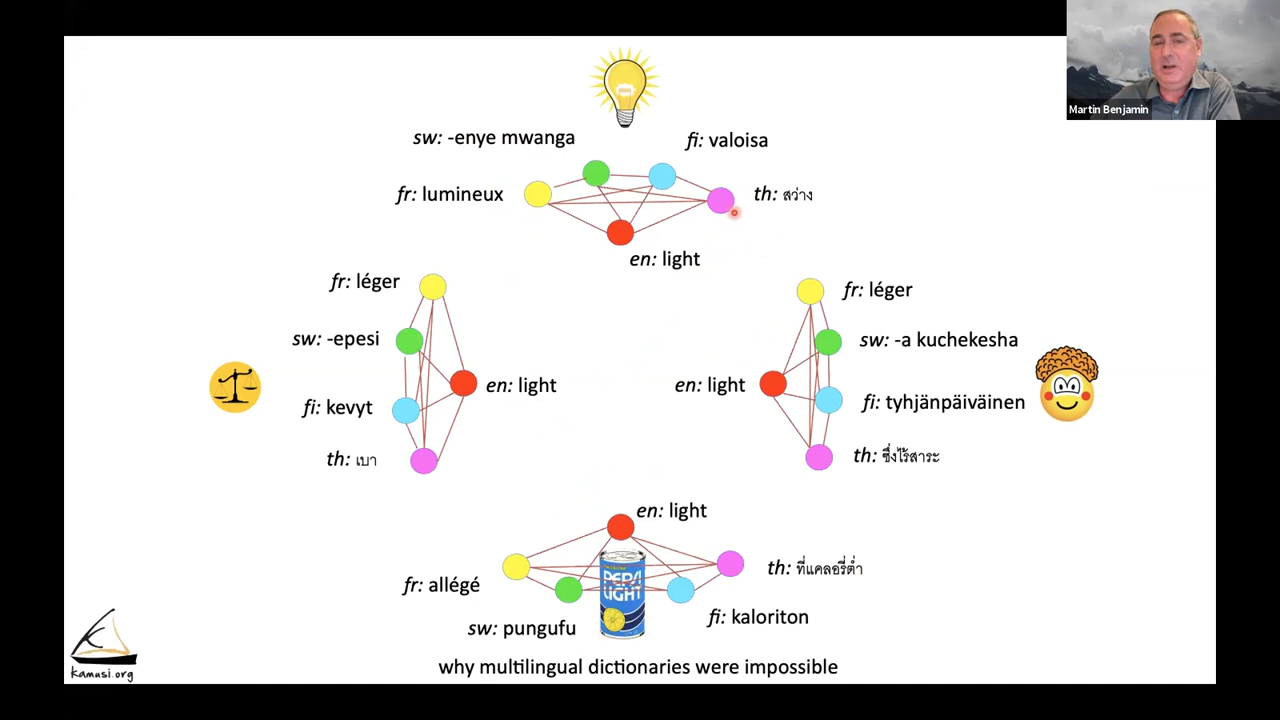 Martin Benjamin
sw: -enye mwanga
fi: valoisa
fr: lumineux
th: สว่าง
en: light
fr: léger
sw: -epesi
en: light
fi: kevyt
th: เบา
fr: léger
sw: -a kuchekesha
en: light
fi: tyhjänpäiväinen
th: ซึ่งไร้สาระ
en: light
th: ที่แคลอรี่ต่ำ
fr: allégé
PEPA
LIGHT
fi: kaloriton
sw: pungufu
kamusi.org
why multilingual dictionaries were impossible